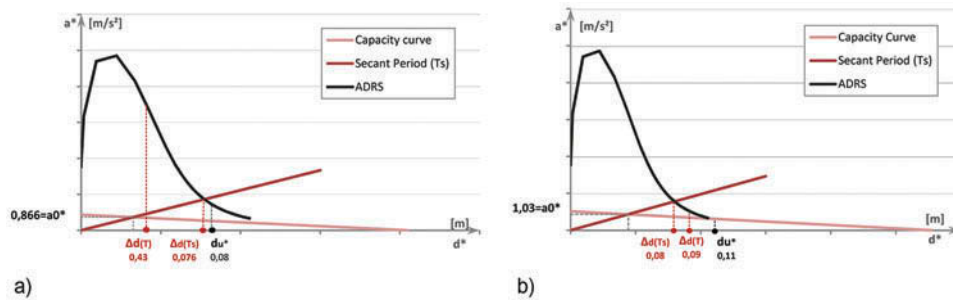 a* [m/s²]
Capacity curve
Secant Period (Ts)
ADRS
0,866=a0*
[m]
d*
Δd(T) Δd(Ts) du*
0,43 0,076 0,08
a)
a* [m/s²]
Capacity curve
Secant Period (Ts)
ADRS
1,03=a0*
[m]
d*
Δd(Ts) Δd(T) du*
0,08 0,09 0,11
b)